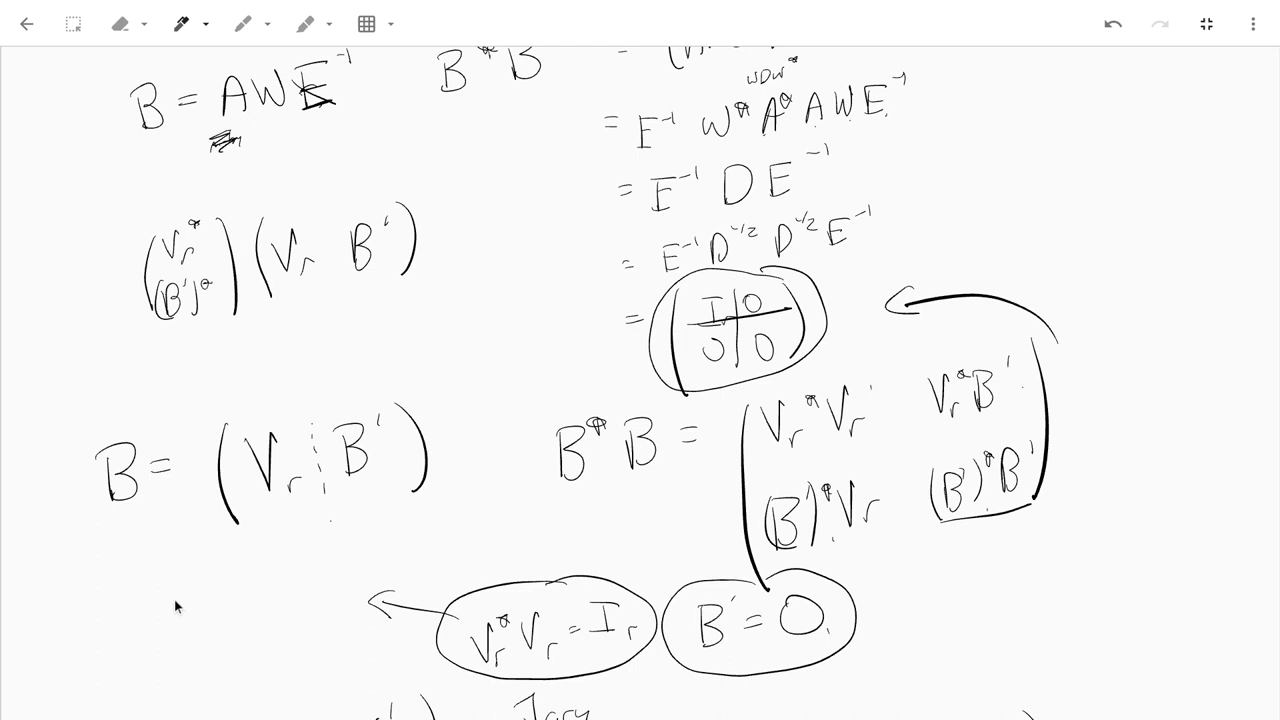 B = AWE⁻¹ B*B =
WDW*
= E⁻¹ W* A* A W E⁻¹
= E⁻¹ D E⁻¹
= E⁻¹ D^{1/2} D^{1/2} E⁻¹
(Vr* (B')*) (Vr B')
= (I 0 0 0)
B = (Vr B') B*B = (Vr*Vr Vr*B' (B')*Vr (B')*B')
Vr*Vr = Ir B' = 0